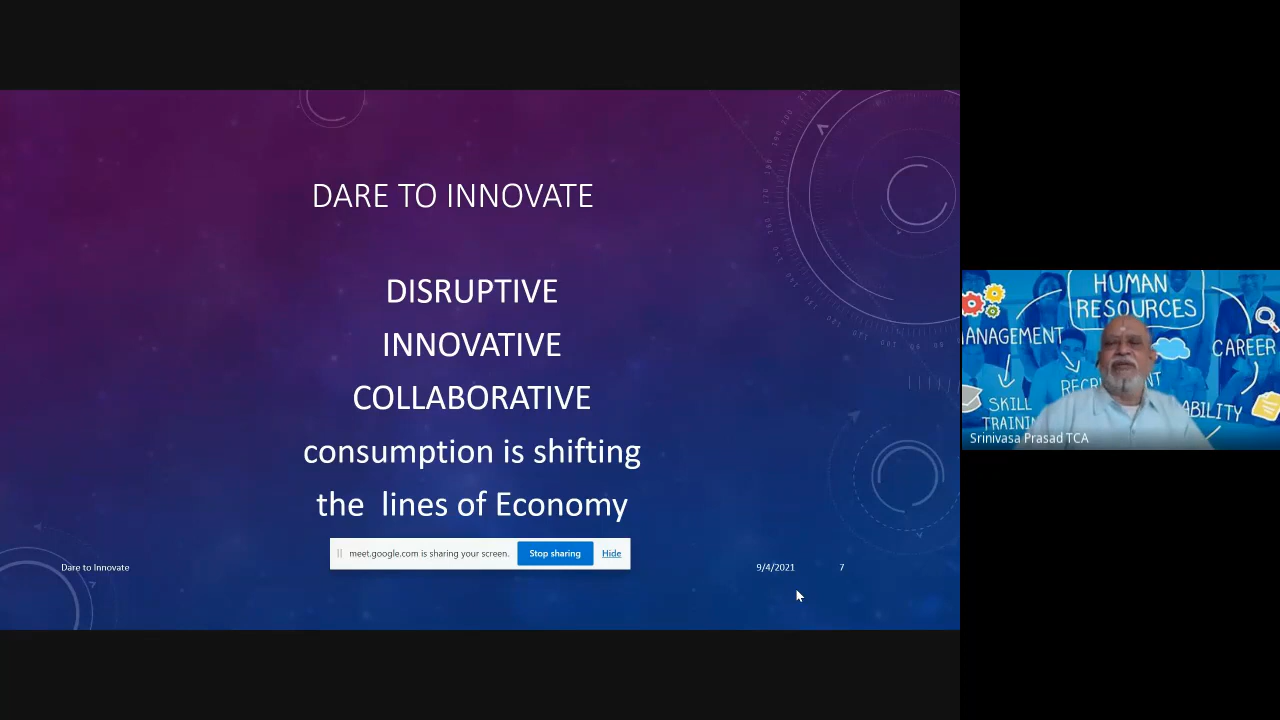 DARE TO INNOVATE
DISRUPTIVE
INNOVATIVE
COLLABORATIVE
consumption is shifting
the lines of Economy
meet.google.com is sharing your screen. Stop sharing Hide
Dare to Innovate 9/4/2021 7
HUMAN
RESOURCES
CAREER
SKILL
Srinivasa Prasad TCA